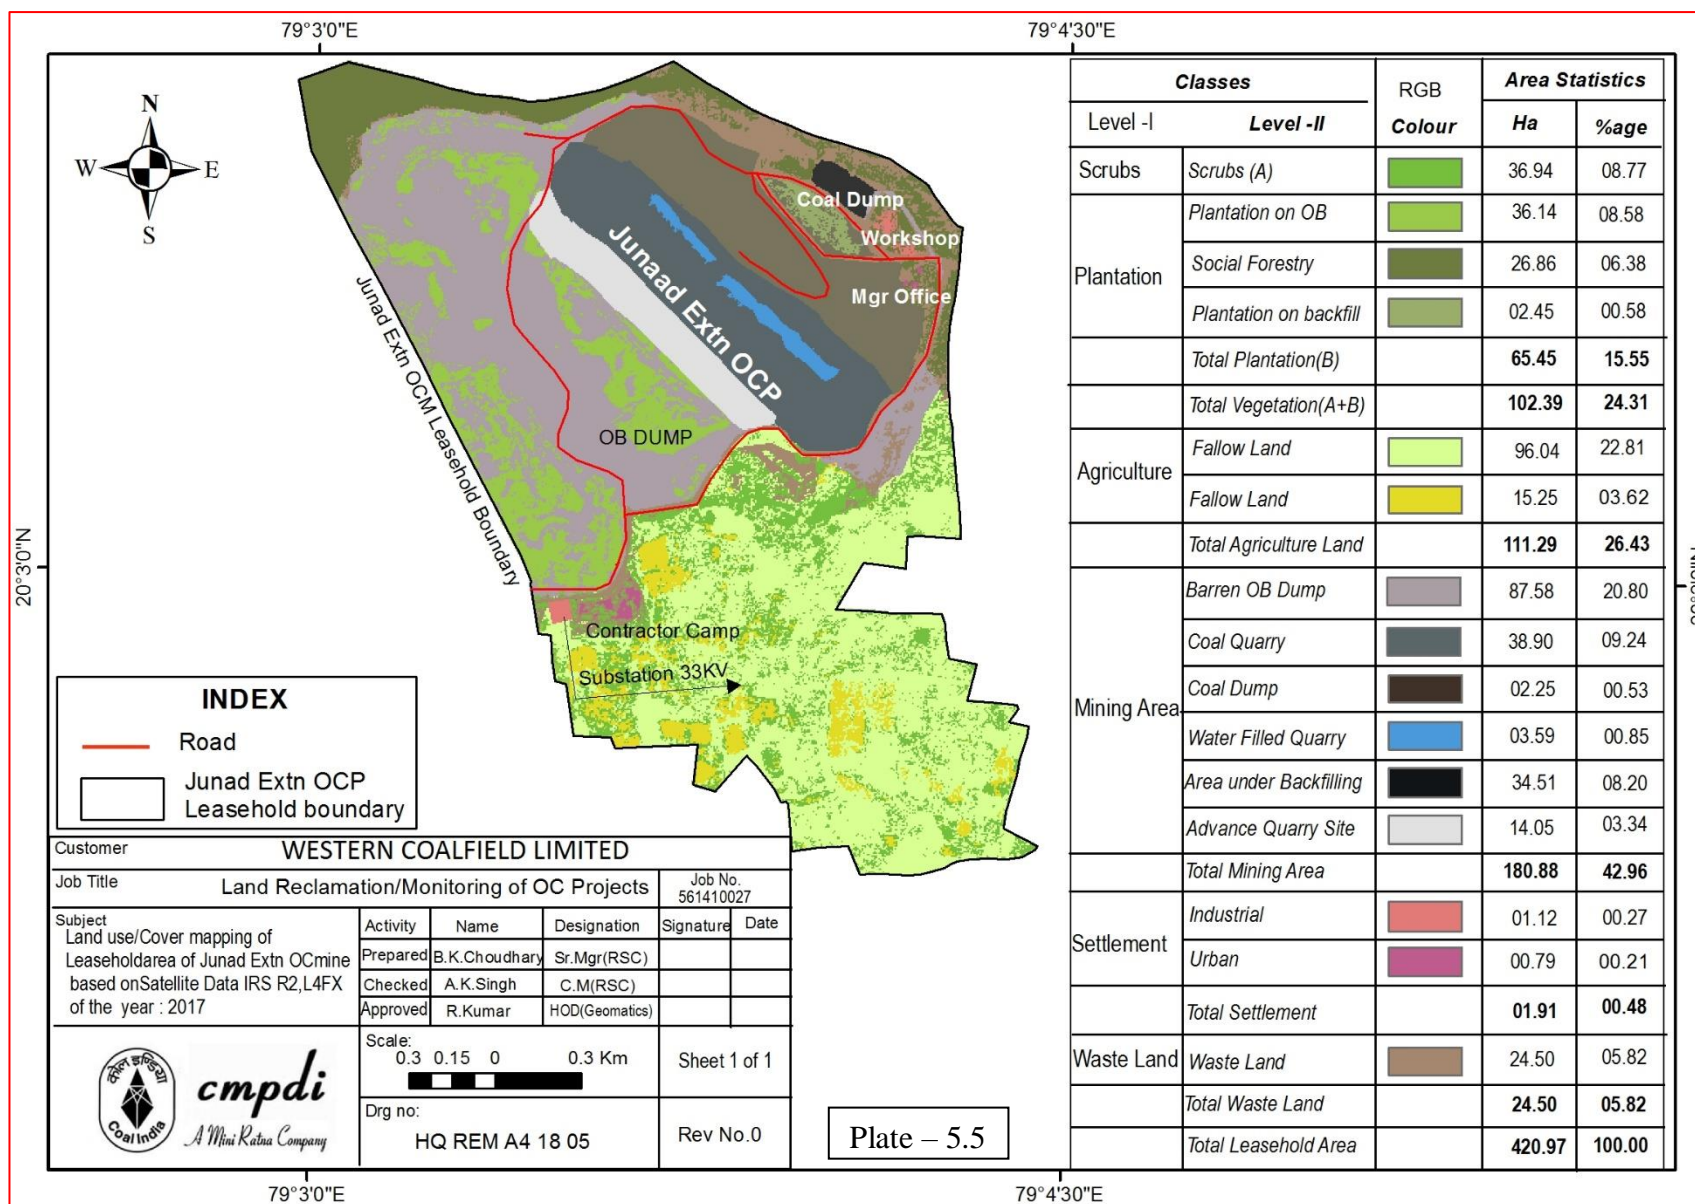 79°3'0"E
79°4'30"E
N
W
E
S
20°3'0"N
Coal Dump
Workshop
Mgr Office
Junaad Extn OCP
Junad Extn OCM Leasehold Boundary
OB DUMP
Contractor Camp
Substation 33KV
INDEX
Road
Junad Extn OCP
Leasehold boundary
Classes RGB Area Statistics
Level -I Level -II Colour Ha %age
Scrubs Scrubs (A) 36.94 08.77
Plantation on OB 36.14 08.58
Plantation Social Forestry 26.86 06.38
Plantation on backfill 02.45 00.58
Total Plantation(B) 65.45 15.55
Total Vegetation(A+B) 102.39 24.31
Agriculture Fallow Land 96.04 22.81
Fallow Land 15.25 03.62
Total Agriculture Land 111.29 26.43
Barren OB Dump 87.58 20.80
Coal Quarry 38.90 09.24
Mining Area Coal Dump 02.25 00.53
Water Filled Quarry 03.59 00.85
Area under Backfilling 34.51 08.20
Advance Quarry Site 14.05 03.34
Total Mining Area 180.88 42.96
Settlement Industrial 01.12 00.27
Urban 00.79 00.21
Total Settlement 01.91 00.48
Waste Land Waste Land 24.50 05.82
Total Waste Land 24.50 05.82
Total Leasehold Area 420.97 100.00
Customer WESTERN COALFIELD LIMITED
Job Title Land Reclamation/Monitoring of OC Projects Job No.
561410027
Subject
Land use/Cover mapping of
Leaseholdarea of Junad Extn OCmine
based onSatellite Data IRS R2,L4FX
of the year : 2017
Activity Name Designation Signature Date
Prepared B.K.Choudhary Sr.Mgr(RSC)
Checked A.K.Singh C.M(RSC)
Approved R.Kumar HOD(Geomatics)
Scale:
0.3 0.15 0 0.3 Km
Sheet 1 of 1
Drg no:
HQ REM A4 18 05
Rev No.0
कोल इण्डिया
Coal India
cmpdi
A Mini Ratna Company
Plate – 5.5
79°3'0"E
79°4'30"E